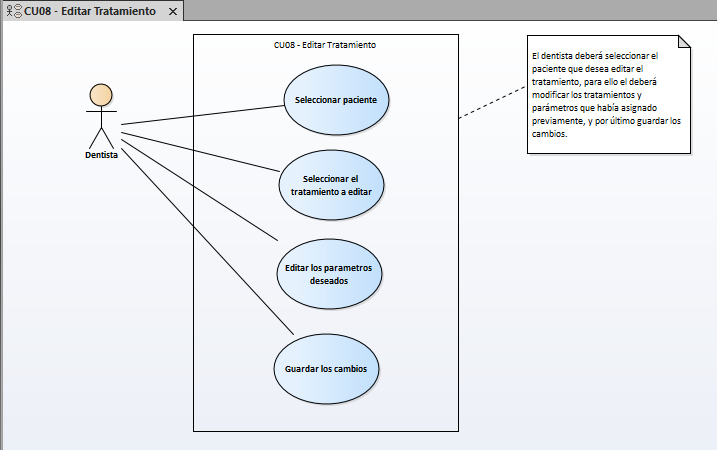 CU08 - Editar Tratamiento
CU08 - Editar Tratamiento
Seleccionar paciente
Dentista
Seleccionar el
tratamiento a editar
Editar los parametros
deseados
Guardar los cambios
El dentista deberá seleccionar el
paciente que desea editar el
tratamiento, para ello el deberá
modificar los tratamientos y
parámetros que había asignado
previamente, y por último guardar los
cambios.